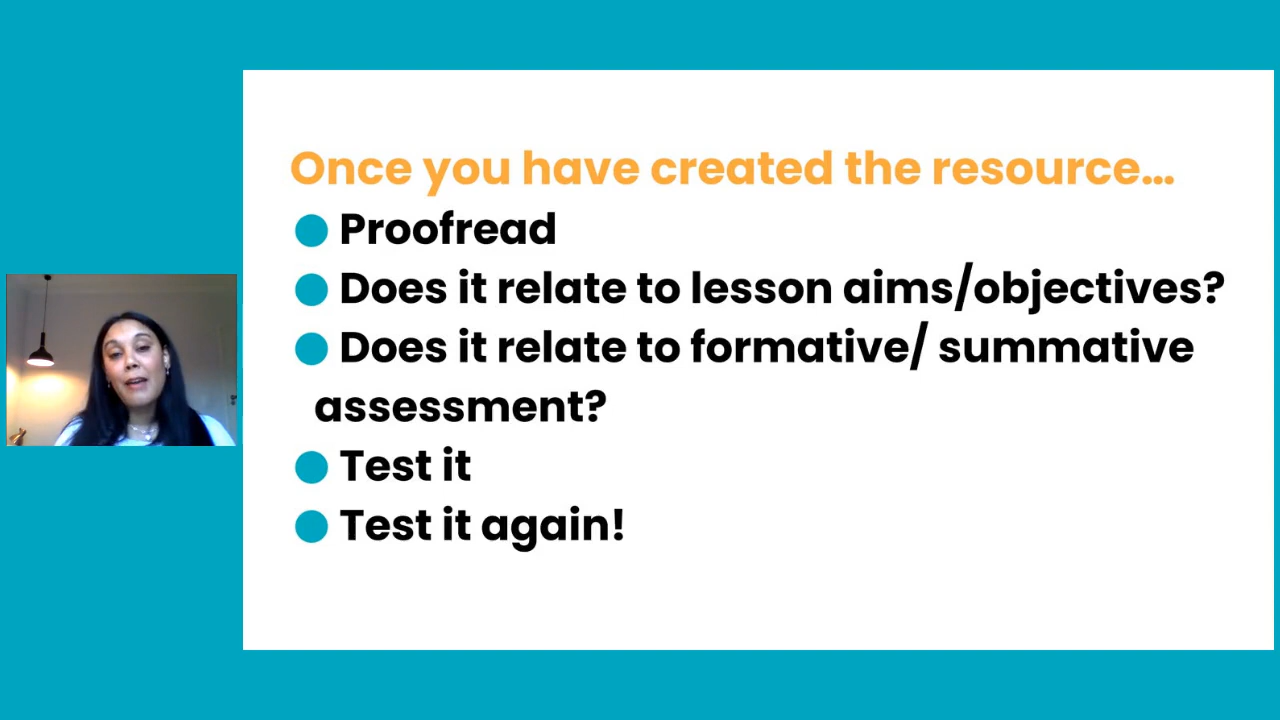 Once you have created the resource...
● Proofread
● Does it relate to lesson aims/objectives?
● Does it relate to formative/ summative
assessment?
● Test it
● Test it again!